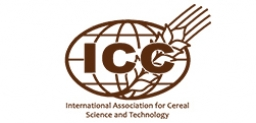 ICC
International Association for Cereal
Science and Technology